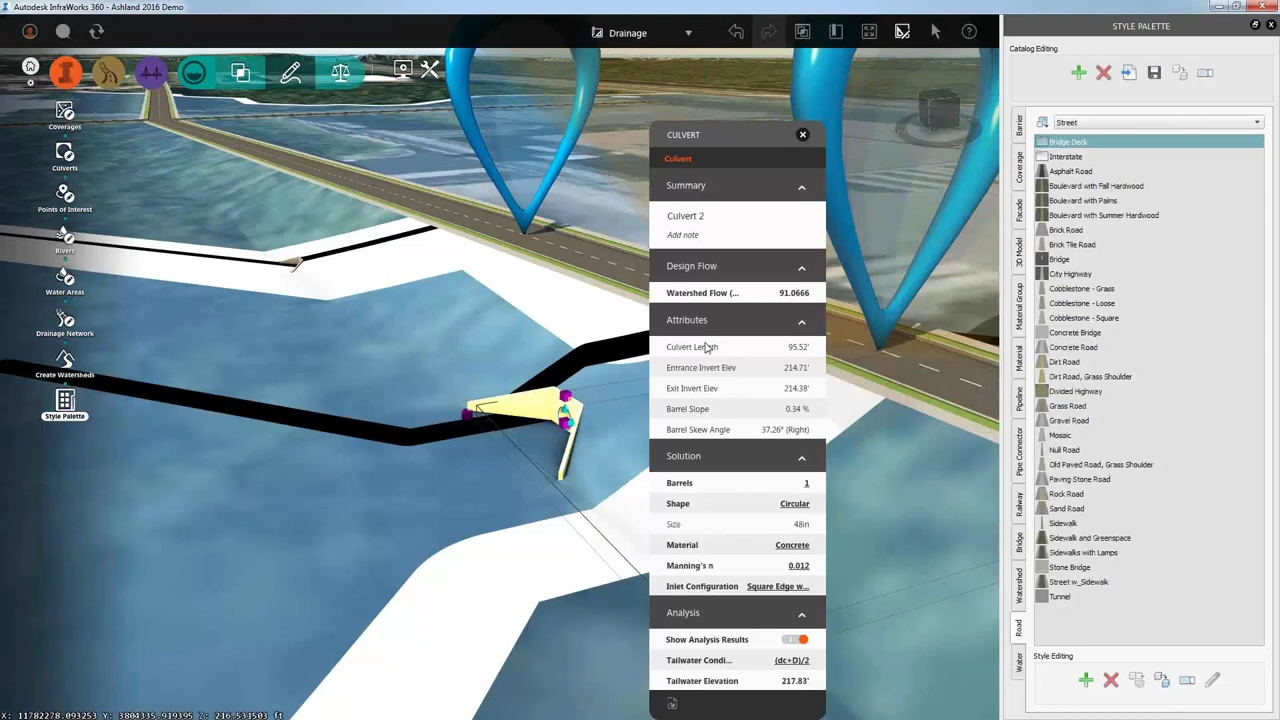 Autodesk InfraWorks 360 - Ashland 2016 Demo
Drainage
Coverages
Culverts
Points of Interest
Rivers
Water Areas
Drainage Network
Create Watersheds
Style Palette
CULVERT
Culvert
Summary
Culvert 2
Add note
Design Flow
Watershed Flow (... 91.0666
Attributes
Culvert Length 95.52'
Entrance Invert Elev 214.71'
Exit Invert Elev 214.38'
Barrel Slope 0.34 %
Barrel Skew Angle 37.26° (Right)
Solution
Barrels 1
Shape Circular
Size 48in
Material Concrete
Manning's n 0.012
Inlet Configuration Square Edge w...
Analysis
Show Analysis Results
Tailwater Condi... (dc+D)/2
Tailwater Elevation 217.83'
X: 11782278.093253, Y: 3804335.919395 Z: 216.531503 ft
STYLE PALETTE
Catalog Editing
Street
Barrier
Coverage
Facade
3D Model
Material Group
Material
Pipeline
Pipe Connector
Railway
Bridge
Watershed
Road
Water
Bridge Deck
Interstate
Asphalt Road
Boulevard with Fall Hardwood
Boulevard with Palms
Boulevard with Summer Hardwood
Brick Road
Brick Tile Road
Bridge
City Highway
Cobblestone - Grass
Cobblestone - Loose
Cobblestone - Square
Concrete Bridge
Concrete Road
Dirt Road
Dirt Road, Grass Shoulder
Divided Highway
Grass Road
Gravel Road
Mosaic
Null Road
Old Paved Road, Grass Shoulder
Paving Stone Road
Rock Road
Sand Road
Sidewalk
Sidewalk and Greenspace
Sidewalks with Lamps
Stone Bridge
Street w_Sidewalk
Tunnel
Style Editing